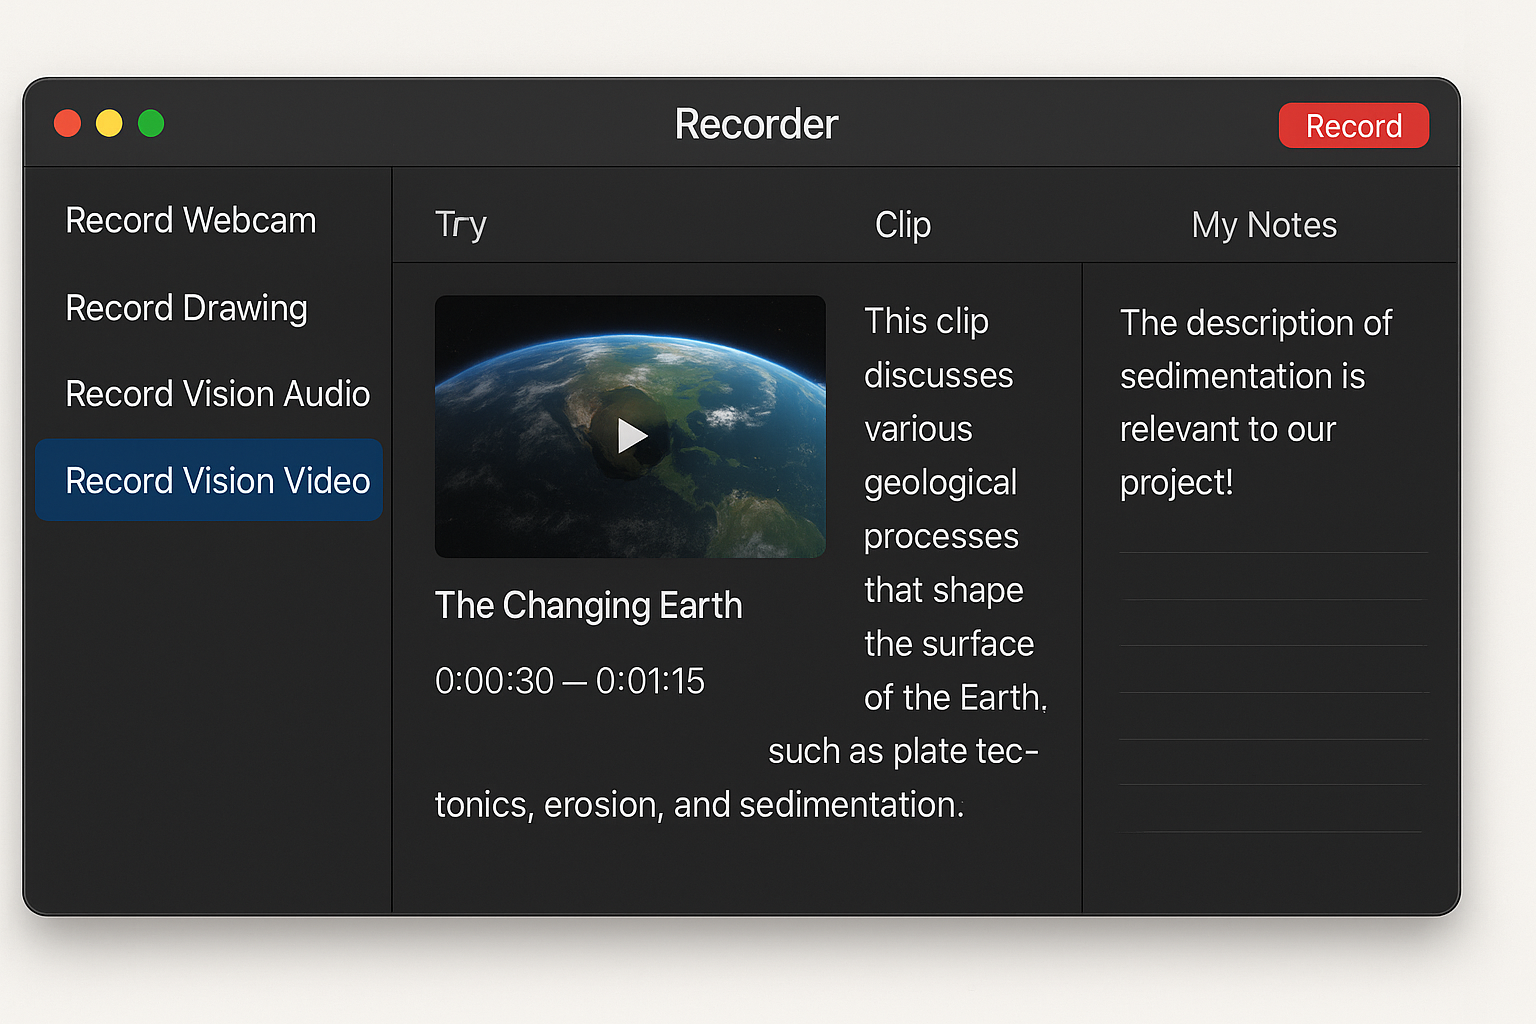 Recorder
Record
Record Webcam
Record Drawing
Record Vision Audio
Record Vision Video
Try
Clip
My Notes
The Changing Earth
0:00:30 — 0:01:15
This clip
discusses
various
geological
processes
that shape
the surface
of the Earth,
such as plate tec-
tonics, erosion, and sedimentation.
The description of
sedimentation is
relevant to our
project!